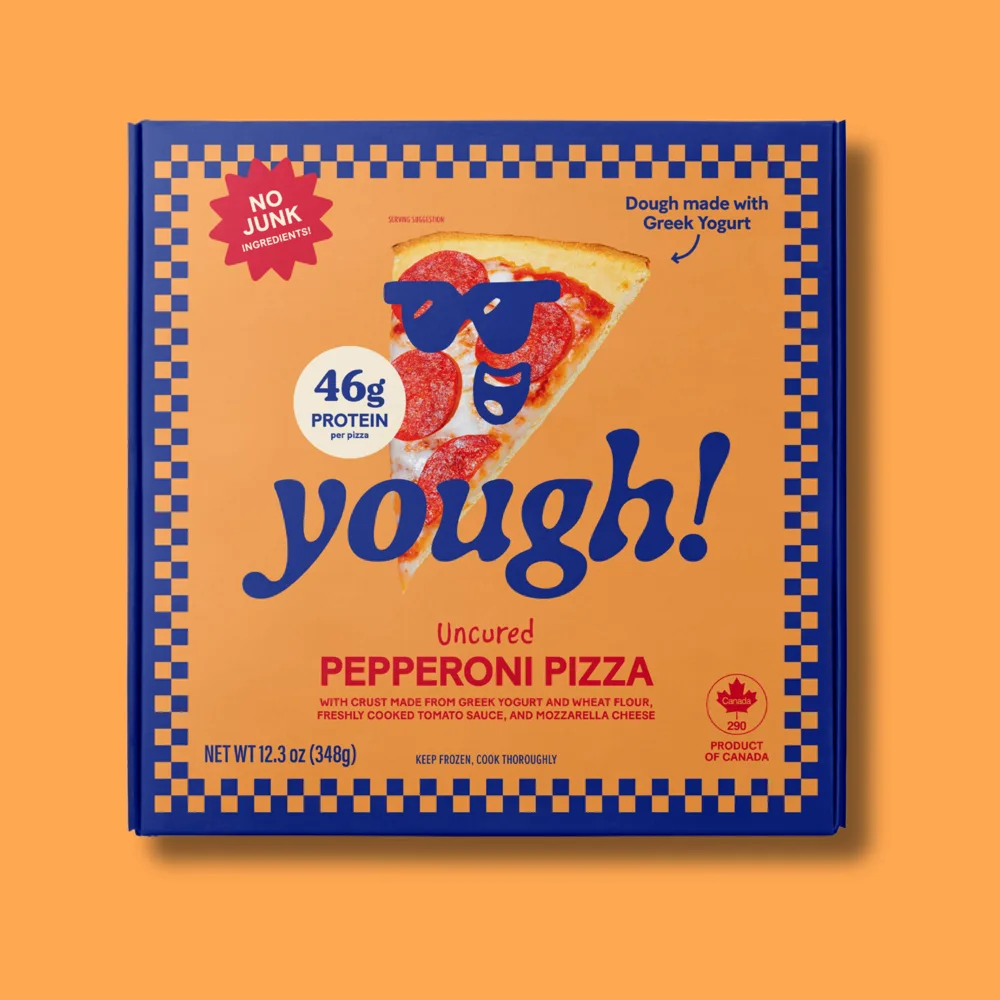 NO
JUNK
INGREDIENTS!
SERVING SUGGESTION
Dough made with
Greek Yogurt
46g
PROTEIN
per pizza
yough!
Uncured
PEPPERONI PIZZA
WITH CRUST MADE FROM GREEK YOGURT AND WHEAT FLOUR,
FRESHLY COOKED TOMATO SAUCE, AND MOZZARELLA CHEESE
Canada
290
PRODUCT
OF CANADA
NET WT 12.3 oz (348g)
KEEP FROZEN, COOK THOROUGHLY